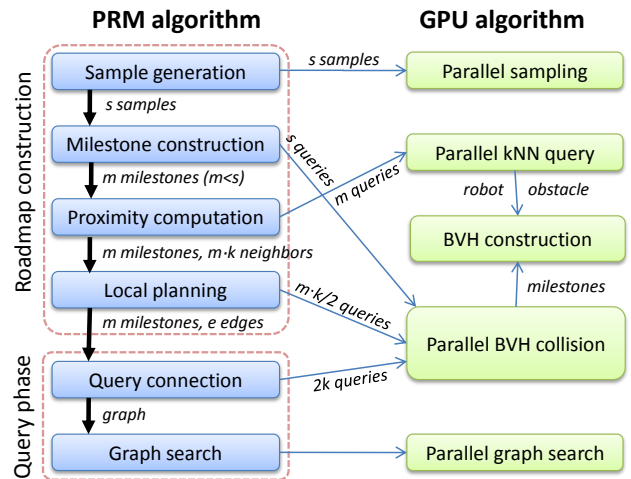 PRM algorithm
GPU algorithm
Roadmap construction
Sample generation
s samples
Parallel sampling
s samples
Milestone construction
s queries
Parallel kNN query
m milestones (m<s)
m queries
robot
obstacle
Proximity computation
BVH construction
m milestones, m·k neighbors
milestones
Local planning
m·k/2 queries
m milestones, e edges
Parallel BVH collision
Query phase
Query connection
2k queries
graph
Graph search
Parallel graph search